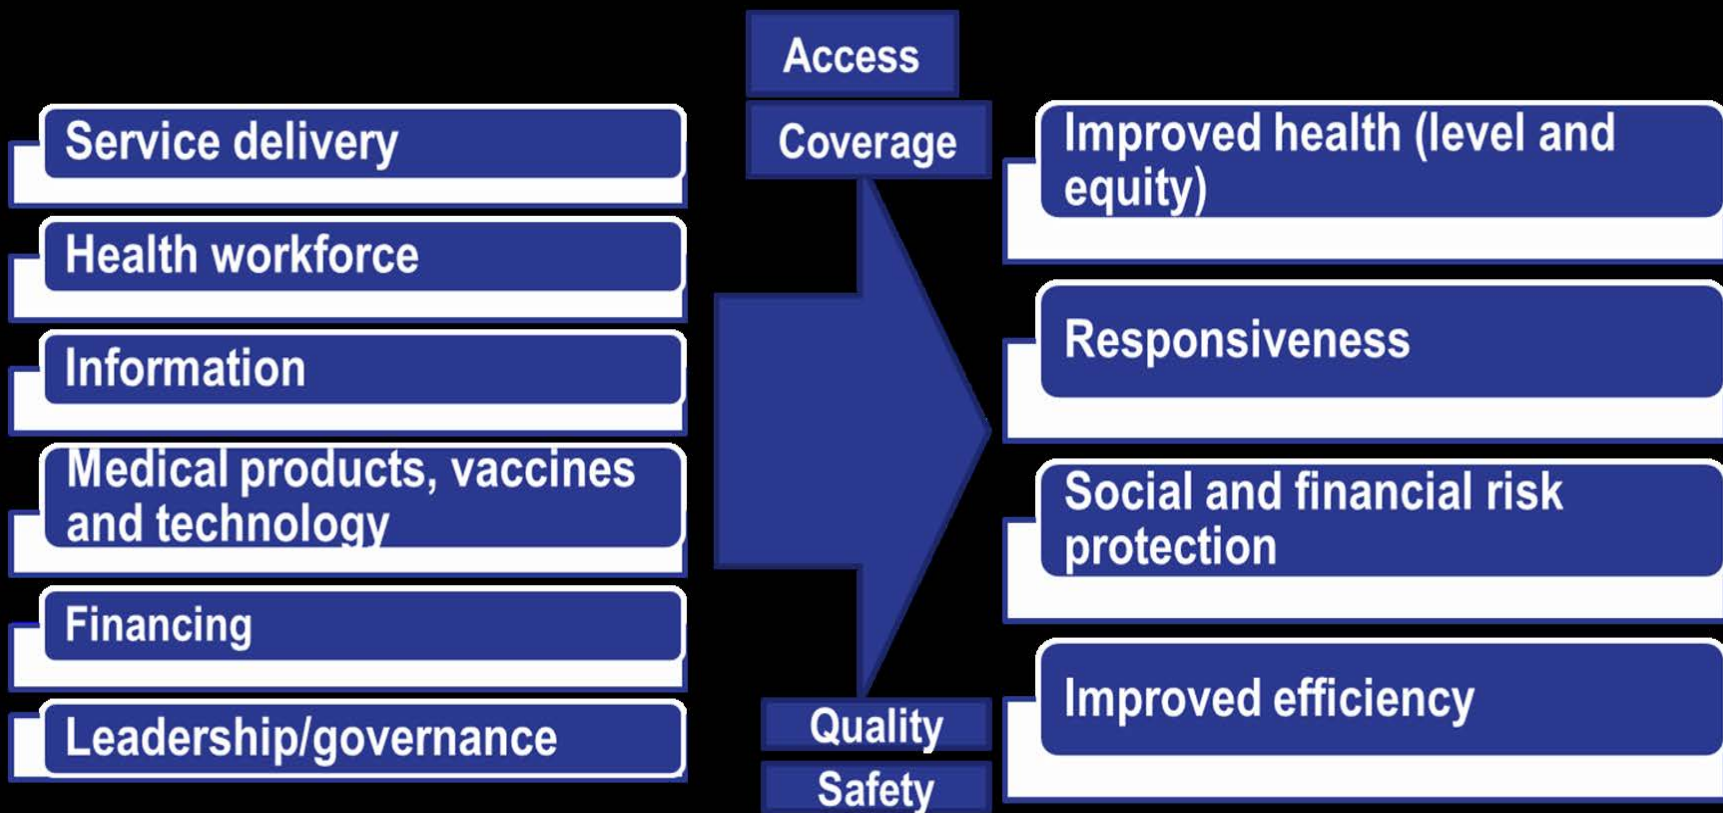 Service delivery
Health workforce
Information
Medical products, vaccines
and technology
Financing
Leadership/governance
Access
Coverage
Quality
Safety
Improved health (level and
equity)
Responsiveness
Social and financial risk
protection
Improved efficiency